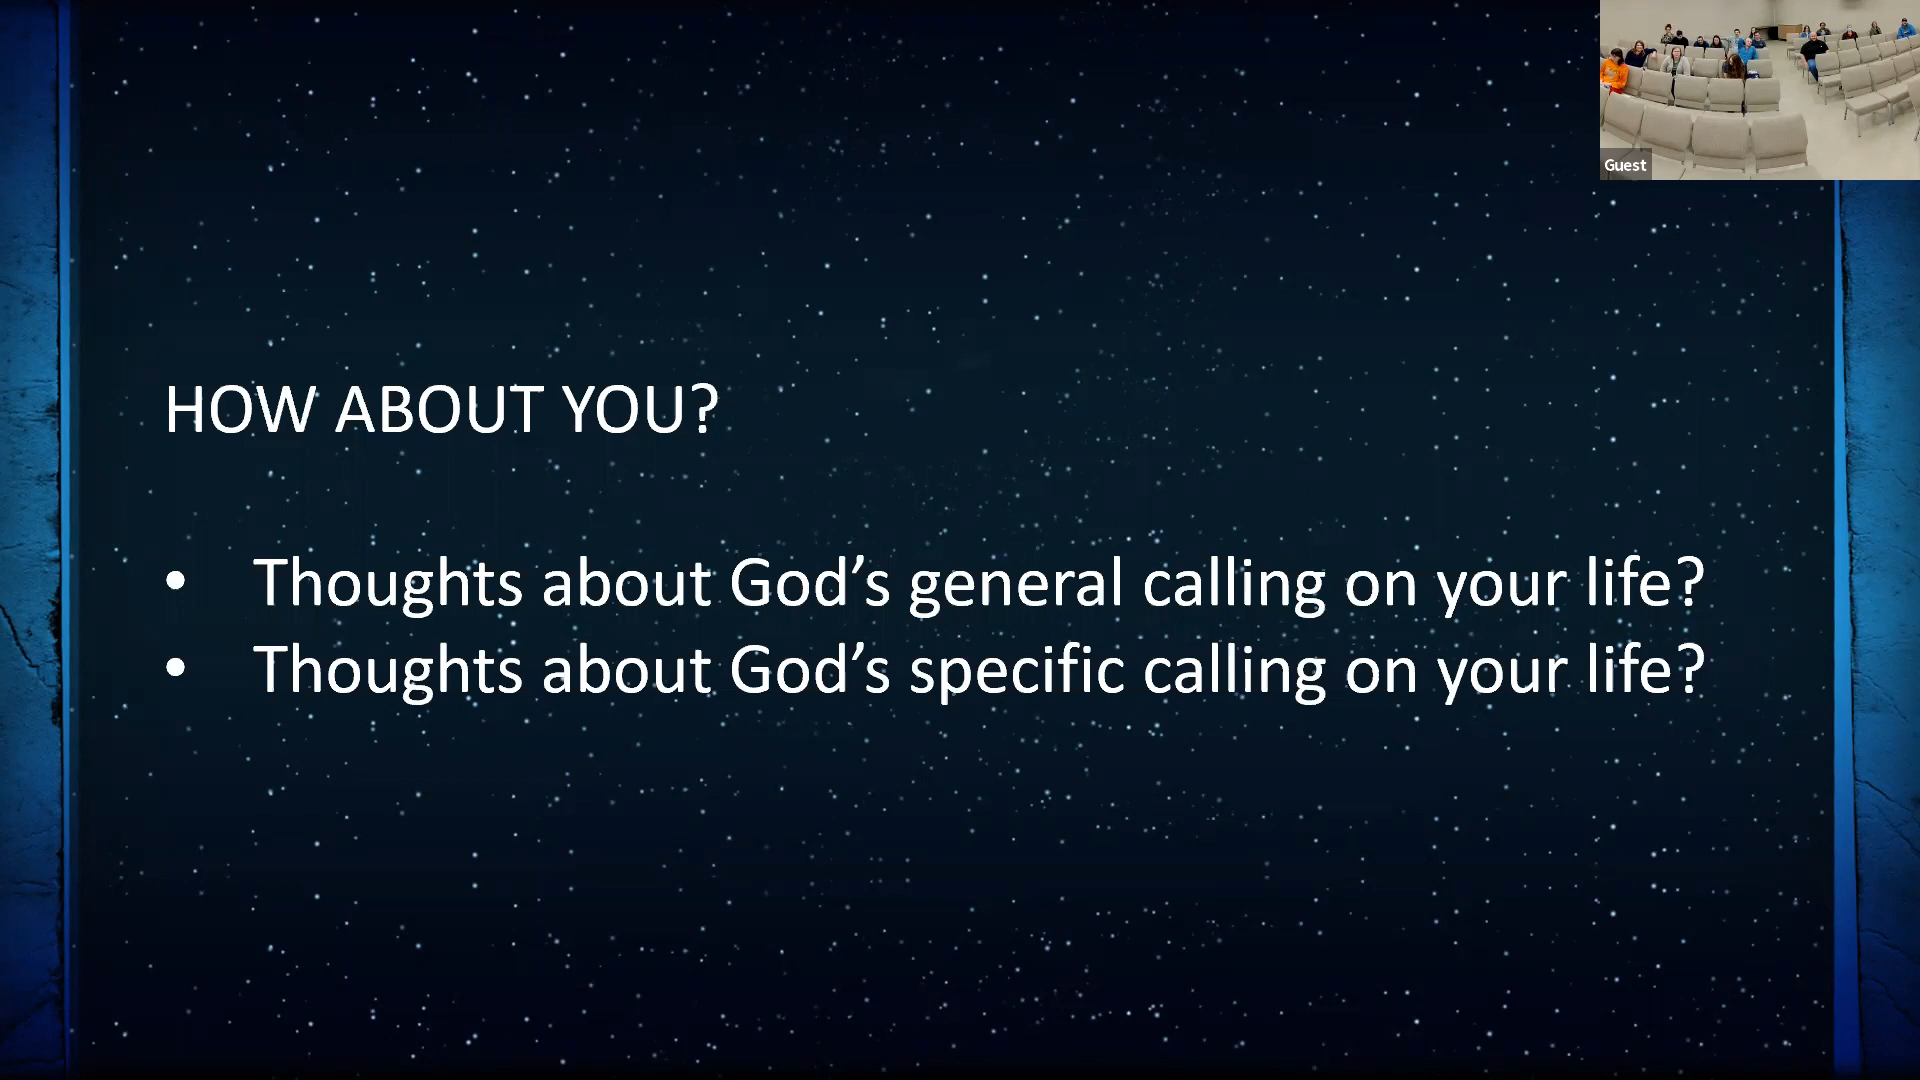 Guest
HOW ABOUT YOU?
• Thoughts about God’s general calling on your life?
• Thoughts about God’s specific calling on your life?